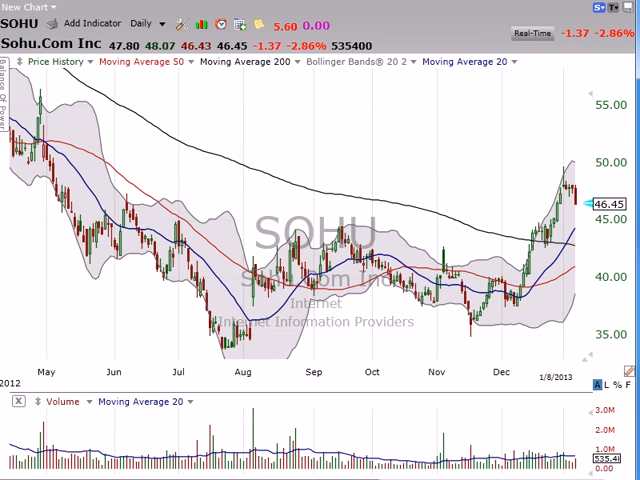 New Chart
SOHU Add Indicator Daily 5.60 0.00
Sohu.Com Inc 47.80 48.07 46.43 46.45 -1.37 -2.86% 535400
Real-Time -1.37 -2.86%
S T
Balance Of Power
Price History Moving Average 50 Moving Average 200 Bollinger Bands® 20 2 Moving Average 20
55.00
50.00
46.45
45.00
40.00
35.00
SOHU
Sohu.Com Inc
Internet
Internet Information Providers
May Jun Jul Aug Sep Oct Nov Dec
2012 1/8/2013
A L % F
X Volume Moving Average 20
3.0M
2.0M
1.0M
535.4
0.0